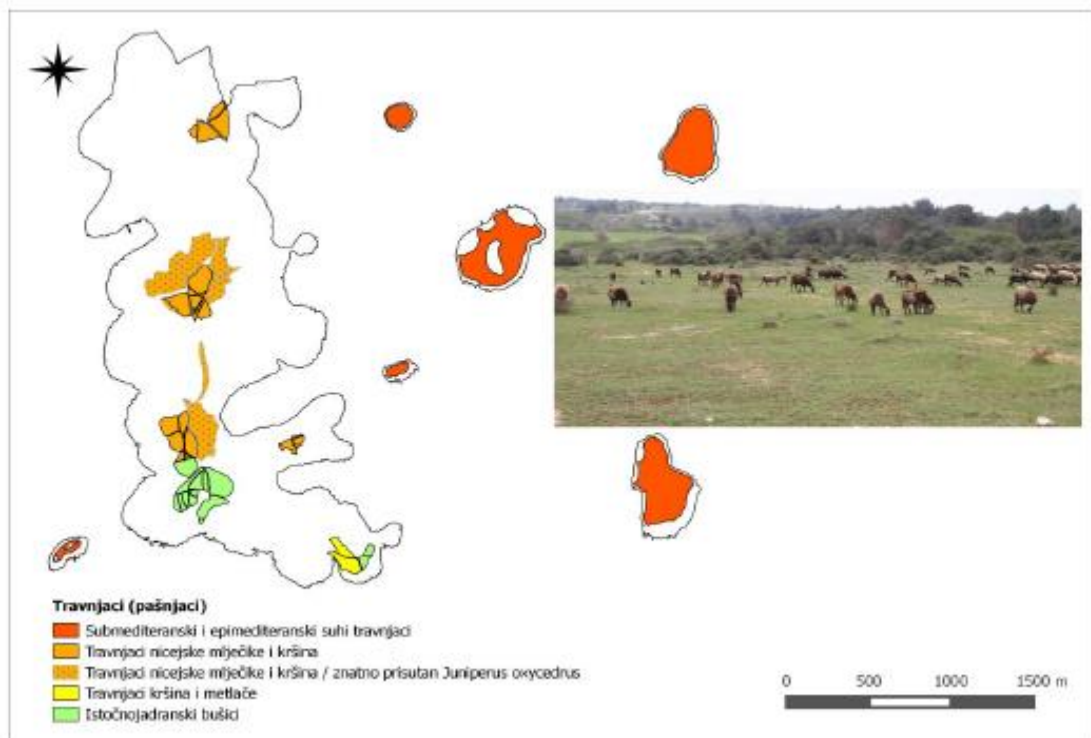 Travnjaci (pašnjaci)
Submediteranski i epimediteranski suhi travnjaci
Travnjaci nicejske mlječike i kršina
Travnjaci nicejske mlječike i kršina / znatno prisutan Juniperus oxycedrus
Travnjaci kršina i metlače
Istočnojadranski bušici
0 500 1000 1500 m